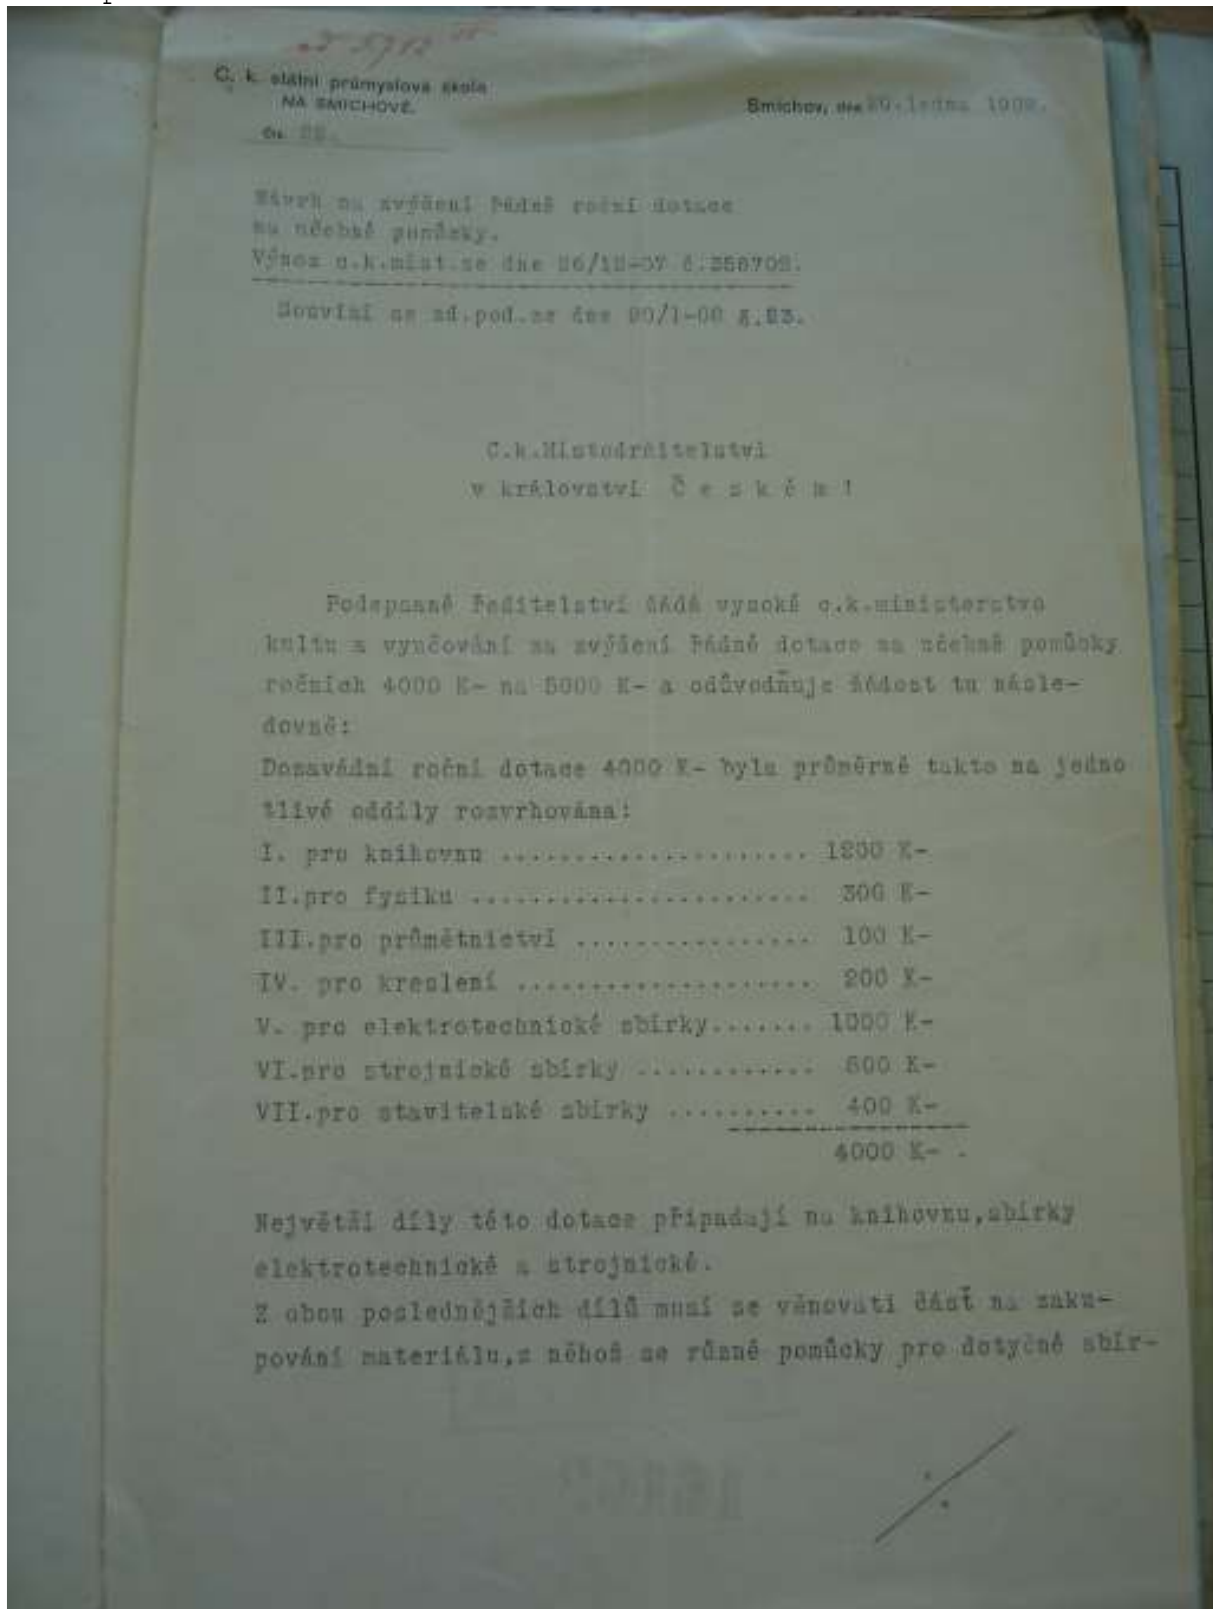 C. k. státní průmyslová škola
NA SMÍCHOVĚ.
Smíchov, dne 20. ledna 1908.
Čís.
Návrh na zvýšení řádné roční dotace
na učebné pomůcky.
Výnos c.k.míst.ze dne 26/12-07 č.
Souvisí se zd.pod.ze dne 20/1-08 č.23.
C.k.Místodržitelství
v království Č e s k é m !
Podepsané ředitelství žádá vysoké c.k.ministerstvo
kultu a vyučování za zvýšení řádné dotace na učebné pomůcky
ročních 4000 K- na 5000 K- a odůvodňuje žádost tu násle-
dovně:
Dosavádní roční dotace 4000 K- byla průměrně takto na jedno
tlivé oddíly rozvrhována:
I. pro knihovnu ..................... 1200 K-
II.pro fysiku ....................... 300 K-
III.pro průmětnictví ................ 100 K-
IV. pro kreslení .................... 200 K-
V. pro elektrotechnické sbírky....... 1000 K-
VI.pro strojnické sbírky ............ 800 K-
VII.pro stavitelské sbírky .......... 400 K-
4000 K- .
Největší díly této dotace připadají na knihovnu,sbírky
elektrotechnické a strojnické.
Z obou poslednějších dílů musí se věnovati část na zaku-
pování materiálu,z něhož se různé pomůcky pro dotyčné sbír-